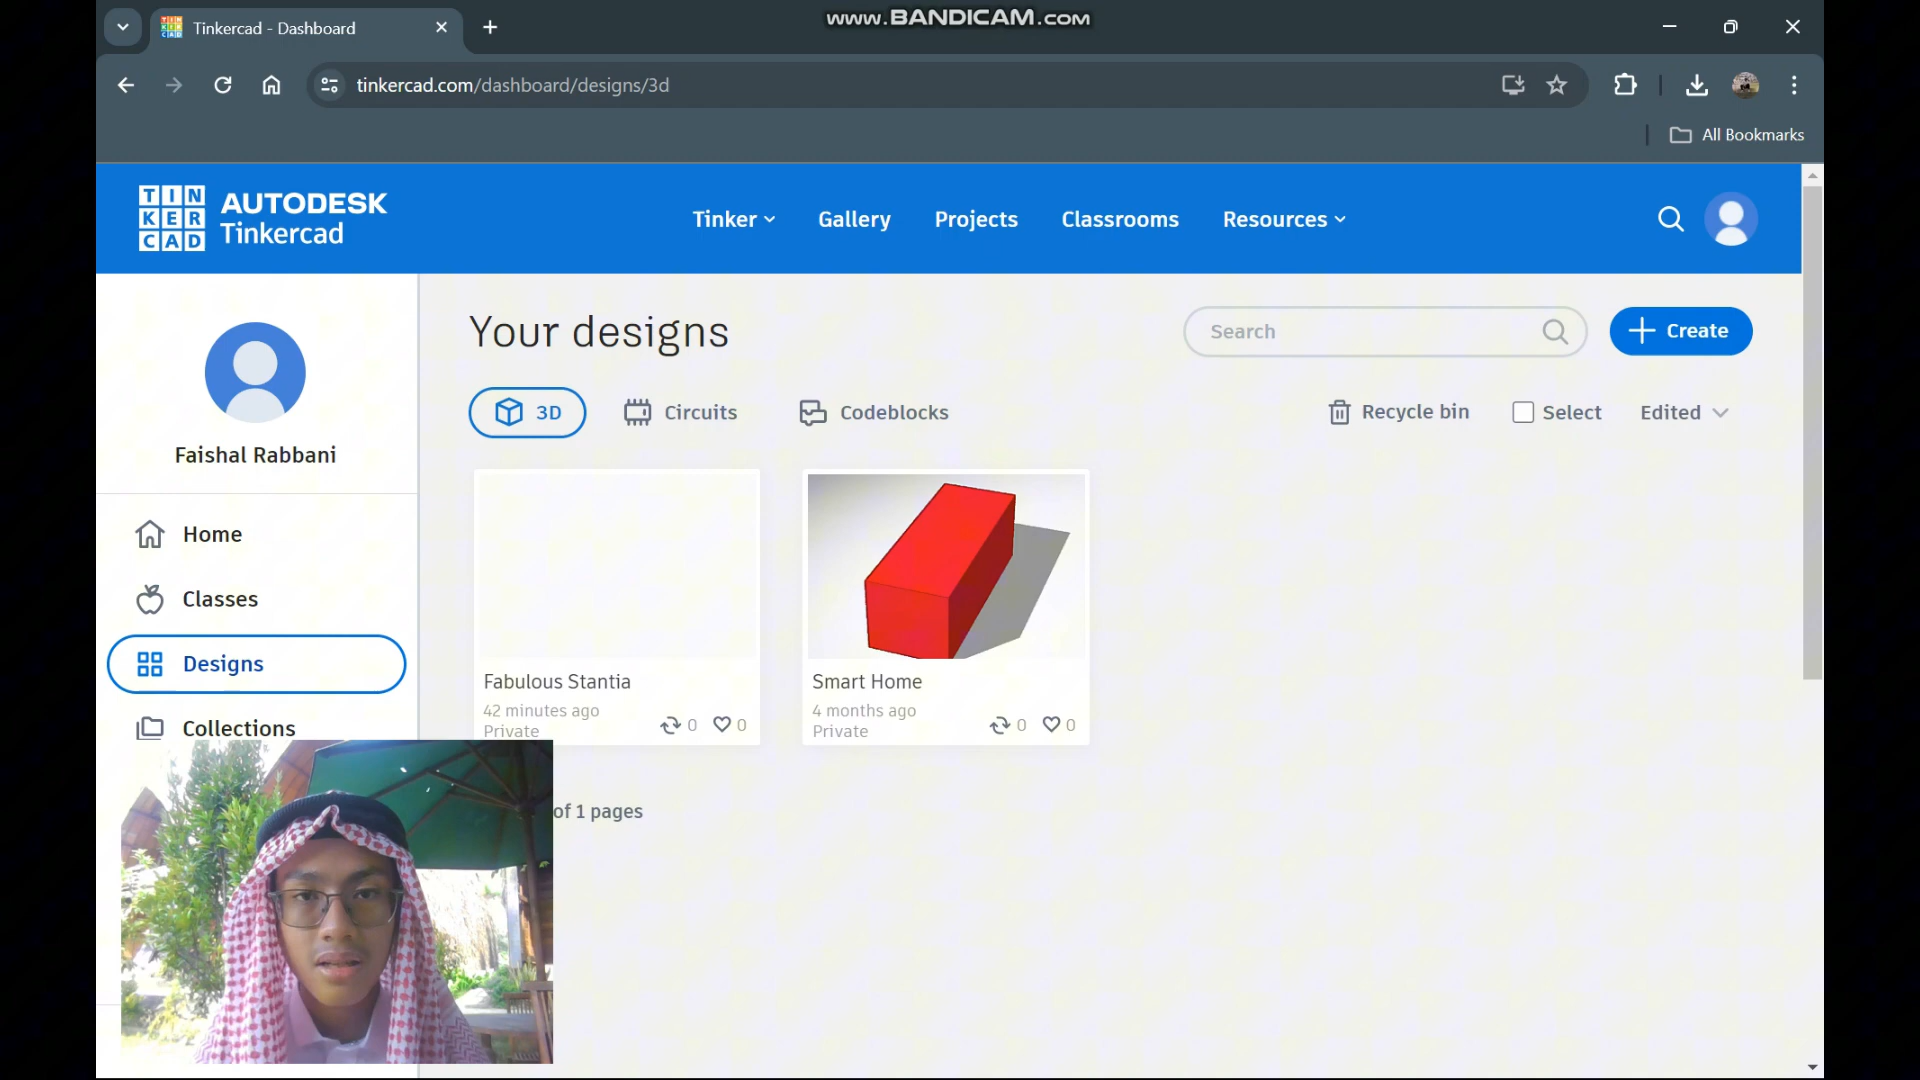 www.BANDICAM.com
Tinkercad - Dashboard
tinkercad.com/dashboard/designs/3d
All Bookmarks
TIN
KER
CAD
AUTODESK
Tinkercad
Tinker
Gallery
Projects
Classrooms
Resources
Faishal Rabbani
Home
Classes
Designs
Collections
Your designs
Search
Create
3D
Circuits
Codeblocks
Recycle bin
Select
Edited
Fabulous Stantia
42 minutes ago
Private
0
0
Smart Home
4 months ago
Private
0
0
of 1 pages